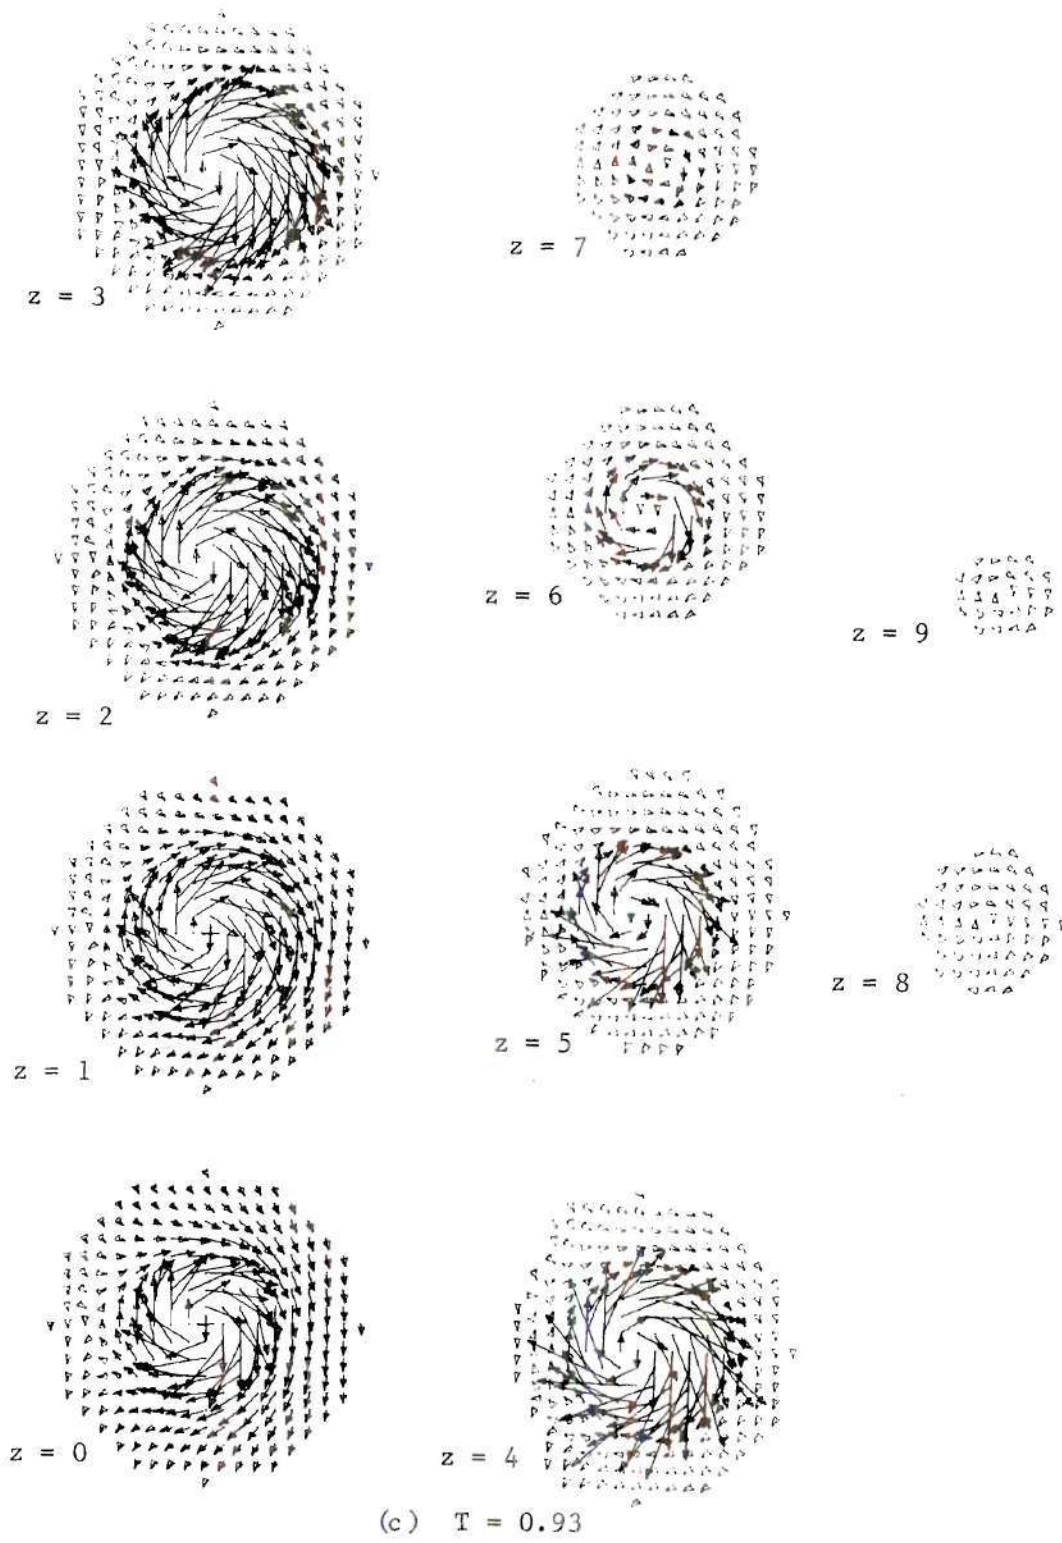 z = 3
z = 7
z = 2
z = 6
z = 9
z = 1
z = 5
z = 8
z = 0
z = 4
(c) T = 0.93